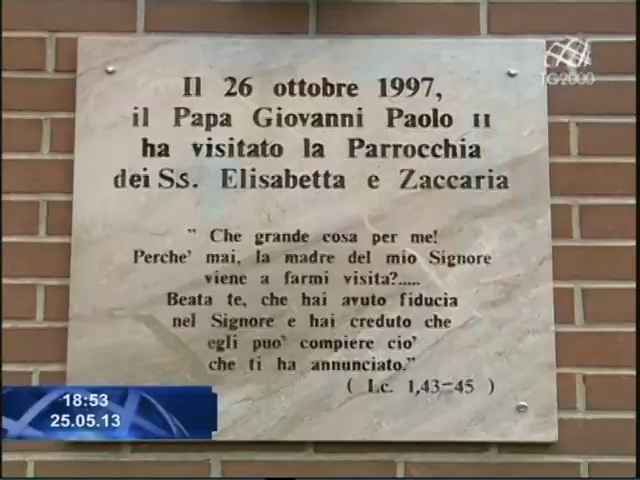 TG2000
Il 26 ottobre 1997,
il Papa Giovanni Paolo II
ha visitato la Parrocchia
dei Ss. Elisabetta e Zaccaria
" Che grande cosa per me!
Perche' mai, la madre del mio Signore
viene a farmi visita?.....
Beata te, che hai avuto fiducia
nel Signore e hai creduto che
egli puo' compiere cio'
che ti ha annunciato."
( Lc. 1,43-45 )
18:53
25.05.13